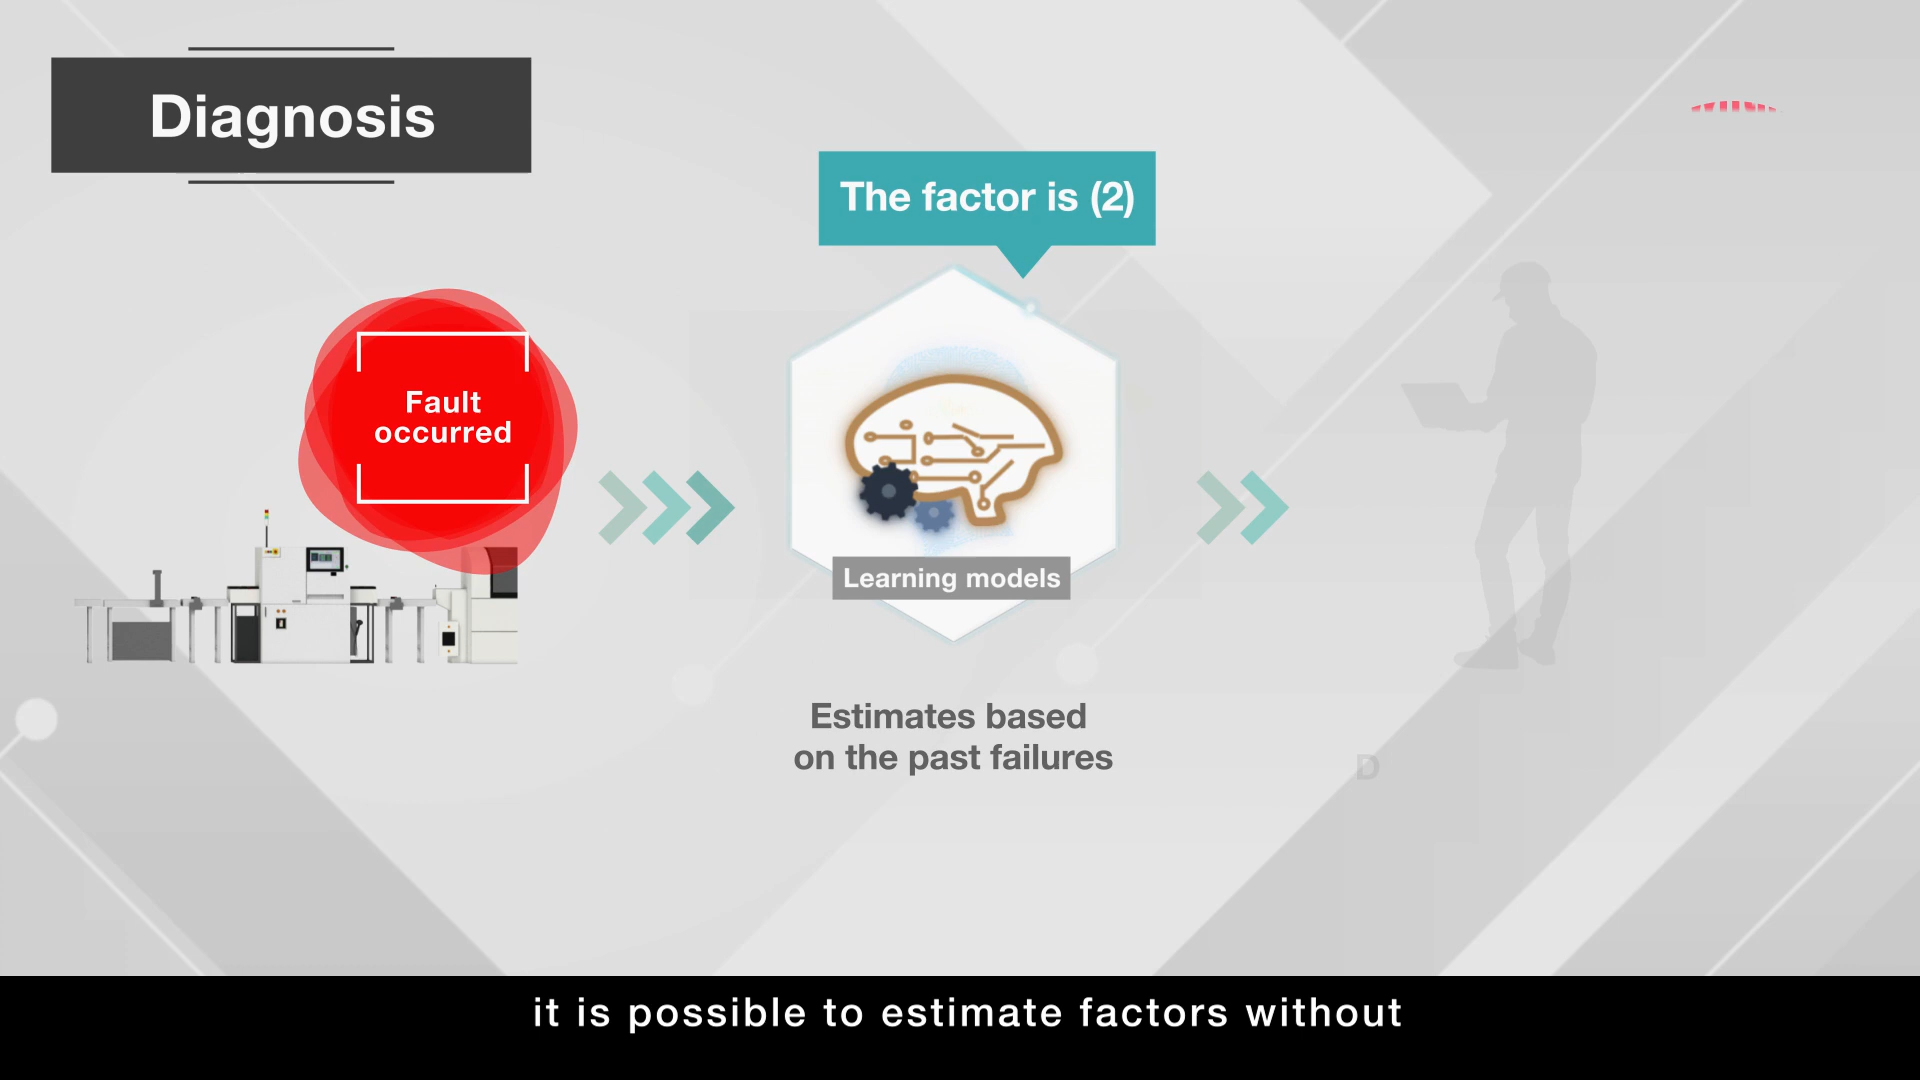 Diagnosis
The factor is (2)
Fault
occurred
Learning models
Estimates based
on the past failures
D
it is possible to estimate factors without